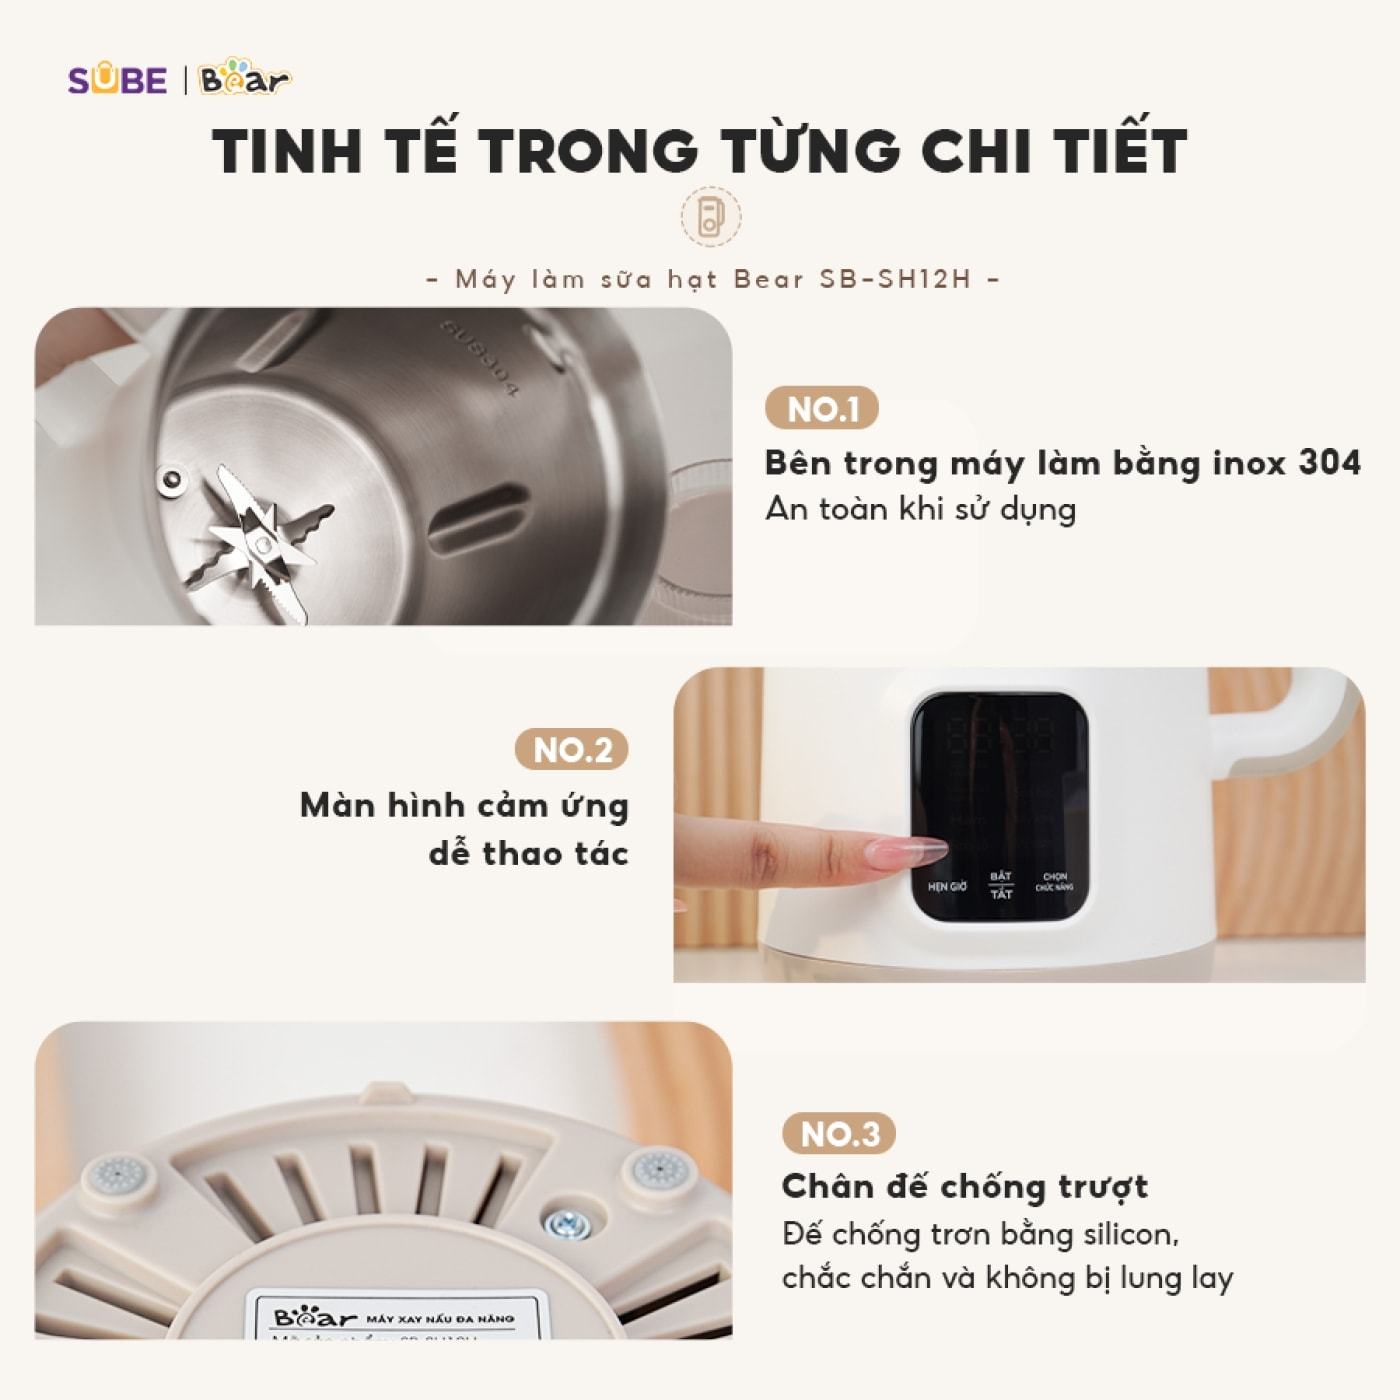 SUBE | Bear
TINH TẾ TRONG TỪNG CHI TIẾT
- Máy làm sữa hạt Bear SB-SH12H -
SUS304
NO.1
Bên trong máy làm bằng inox 304
An toàn khi sử dụng
NO.2
Màn hình cảm ứng
dễ thao tác
HẸN GIỜ
BẬT
TẮT
CHỌN
CHỨC NĂNG
NO.3
Chân đế chống trượt
Đế chống trơn bằng silicon,
chắc chắn và không bị lung lay
Bear MÁY XAY NẤU ĐA NĂNG